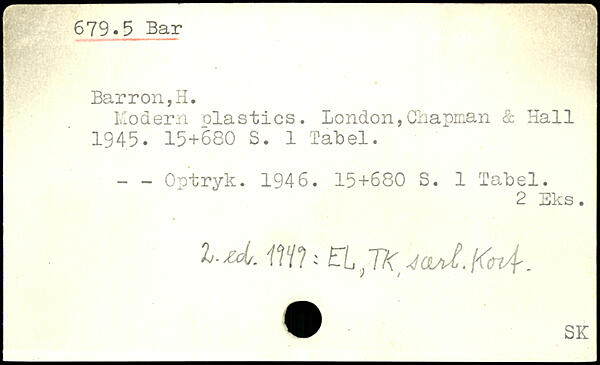 679.5 Bar
Barron,H.
Modern plastics. London,Chapman & Hall
1945. 15+680 S. 1 Tabel.
- - Optryk. 1946. 15+680 S. 1 Tabel.
2 Eks.
2. ed. 1949: EL, TK, særl. Kort.
SK